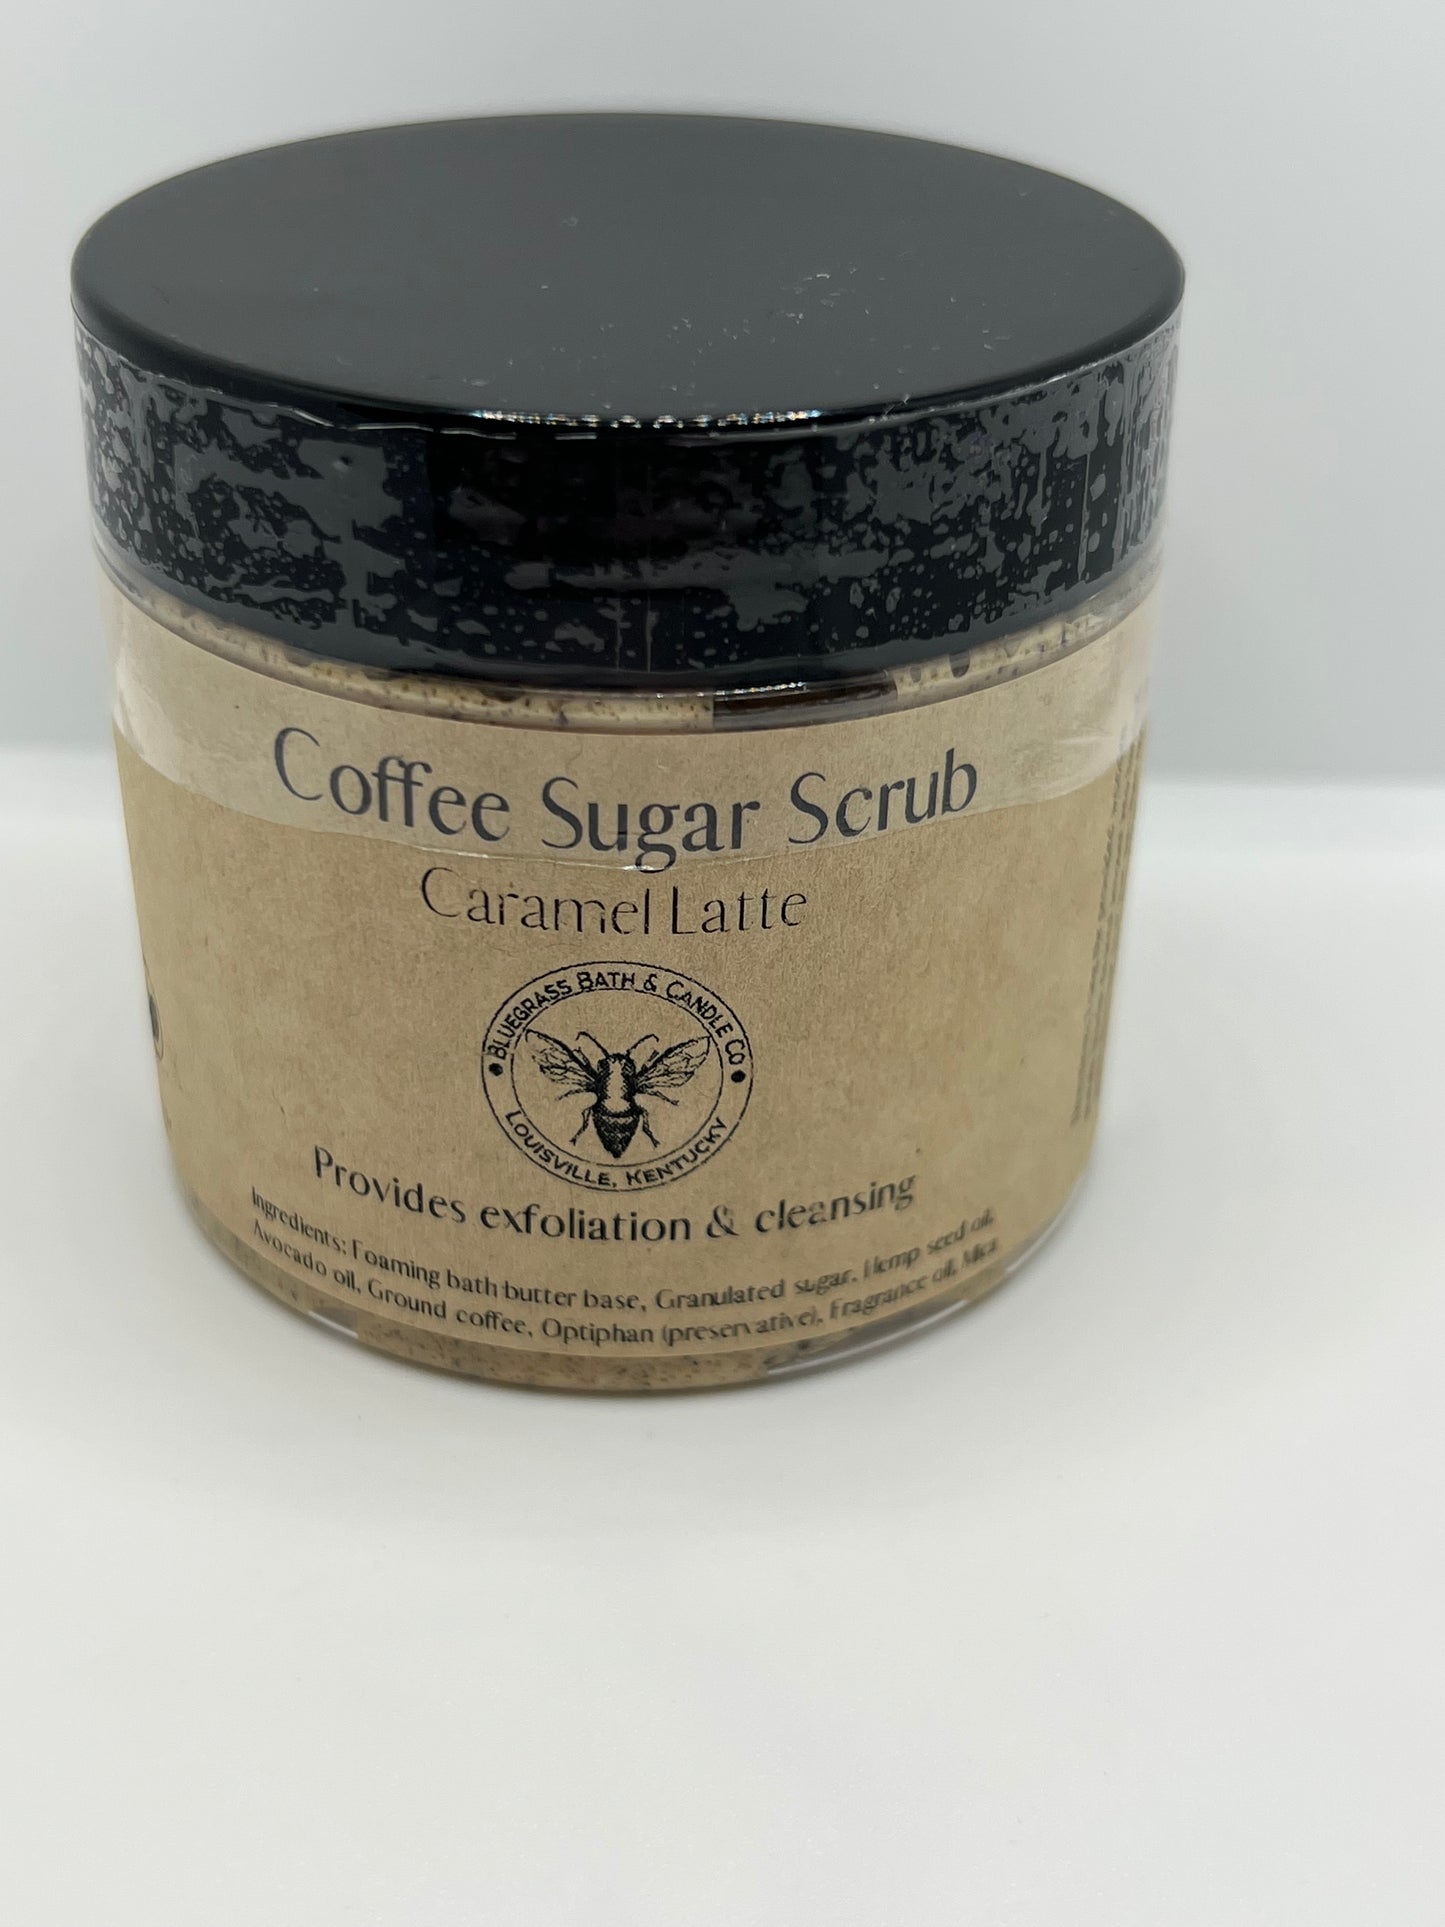 Coffee Sugar Scrub
Caramel Latte
BLUEGRASS BATH & CANDLE CO
LOUISVILLE, KENTUCKY
Provides exfoliation & cleansing
Ingredients: Foaming bath butter base, Granulated sugar, Hemp seed oil,
Avocado oil, Ground coffee, Optiphan (preservative), Fragrance oil, Mica